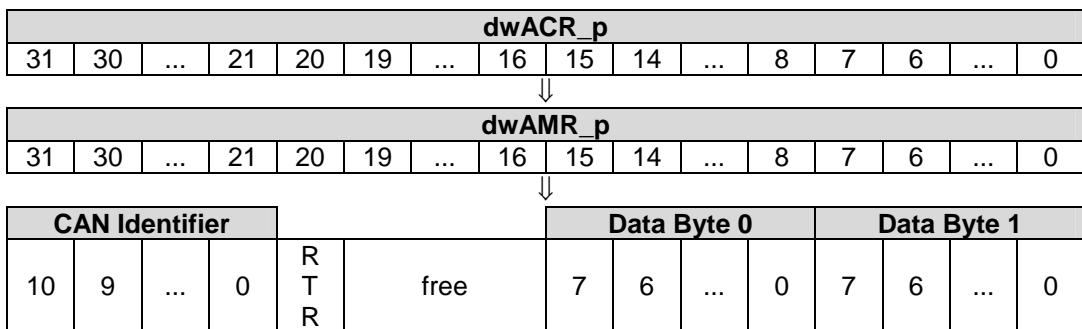 dwACR_p
31 30 ... 21 20 19 ... 16 15 14 ... 8 7 6 ... 0
⇓
dwAMR_p
31 30 ... 21 20 19 ... 16 15 14 ... 8 7 6 ... 0
⇓
CAN Identifier Data Byte 0 Data Byte 1
10 9 ... 0 R T R free 7 6 ... 0 7 6 ... 0